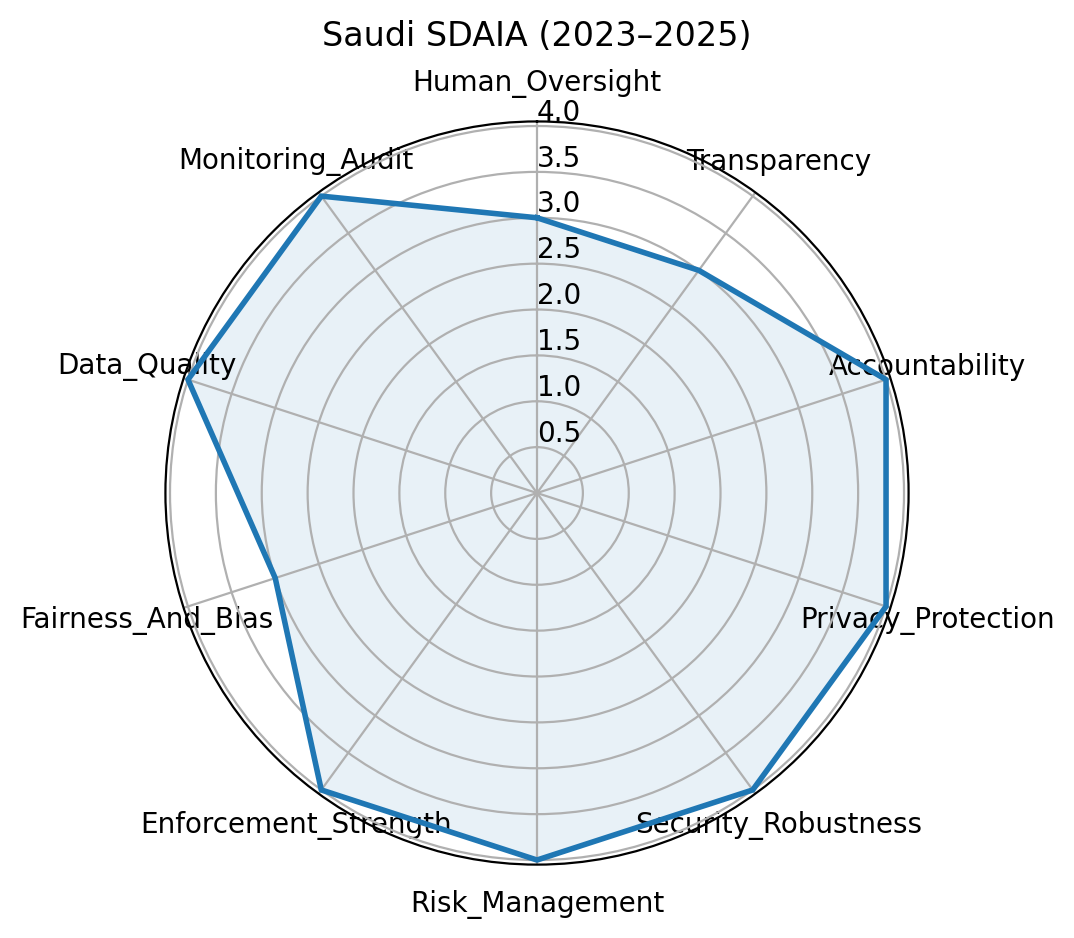 Saudi SDAIA (2023–2025)
Human_Oversight
4.0
Monitoring_Audit
3.5
Transparency
3.0
2.5
2.0
1.5
Data_Quality
Accountability
1.0
0.5
Fairness_And_Bias
Privacy_Protection
Enforcement_Strength
Security_Robustness
Risk_Management